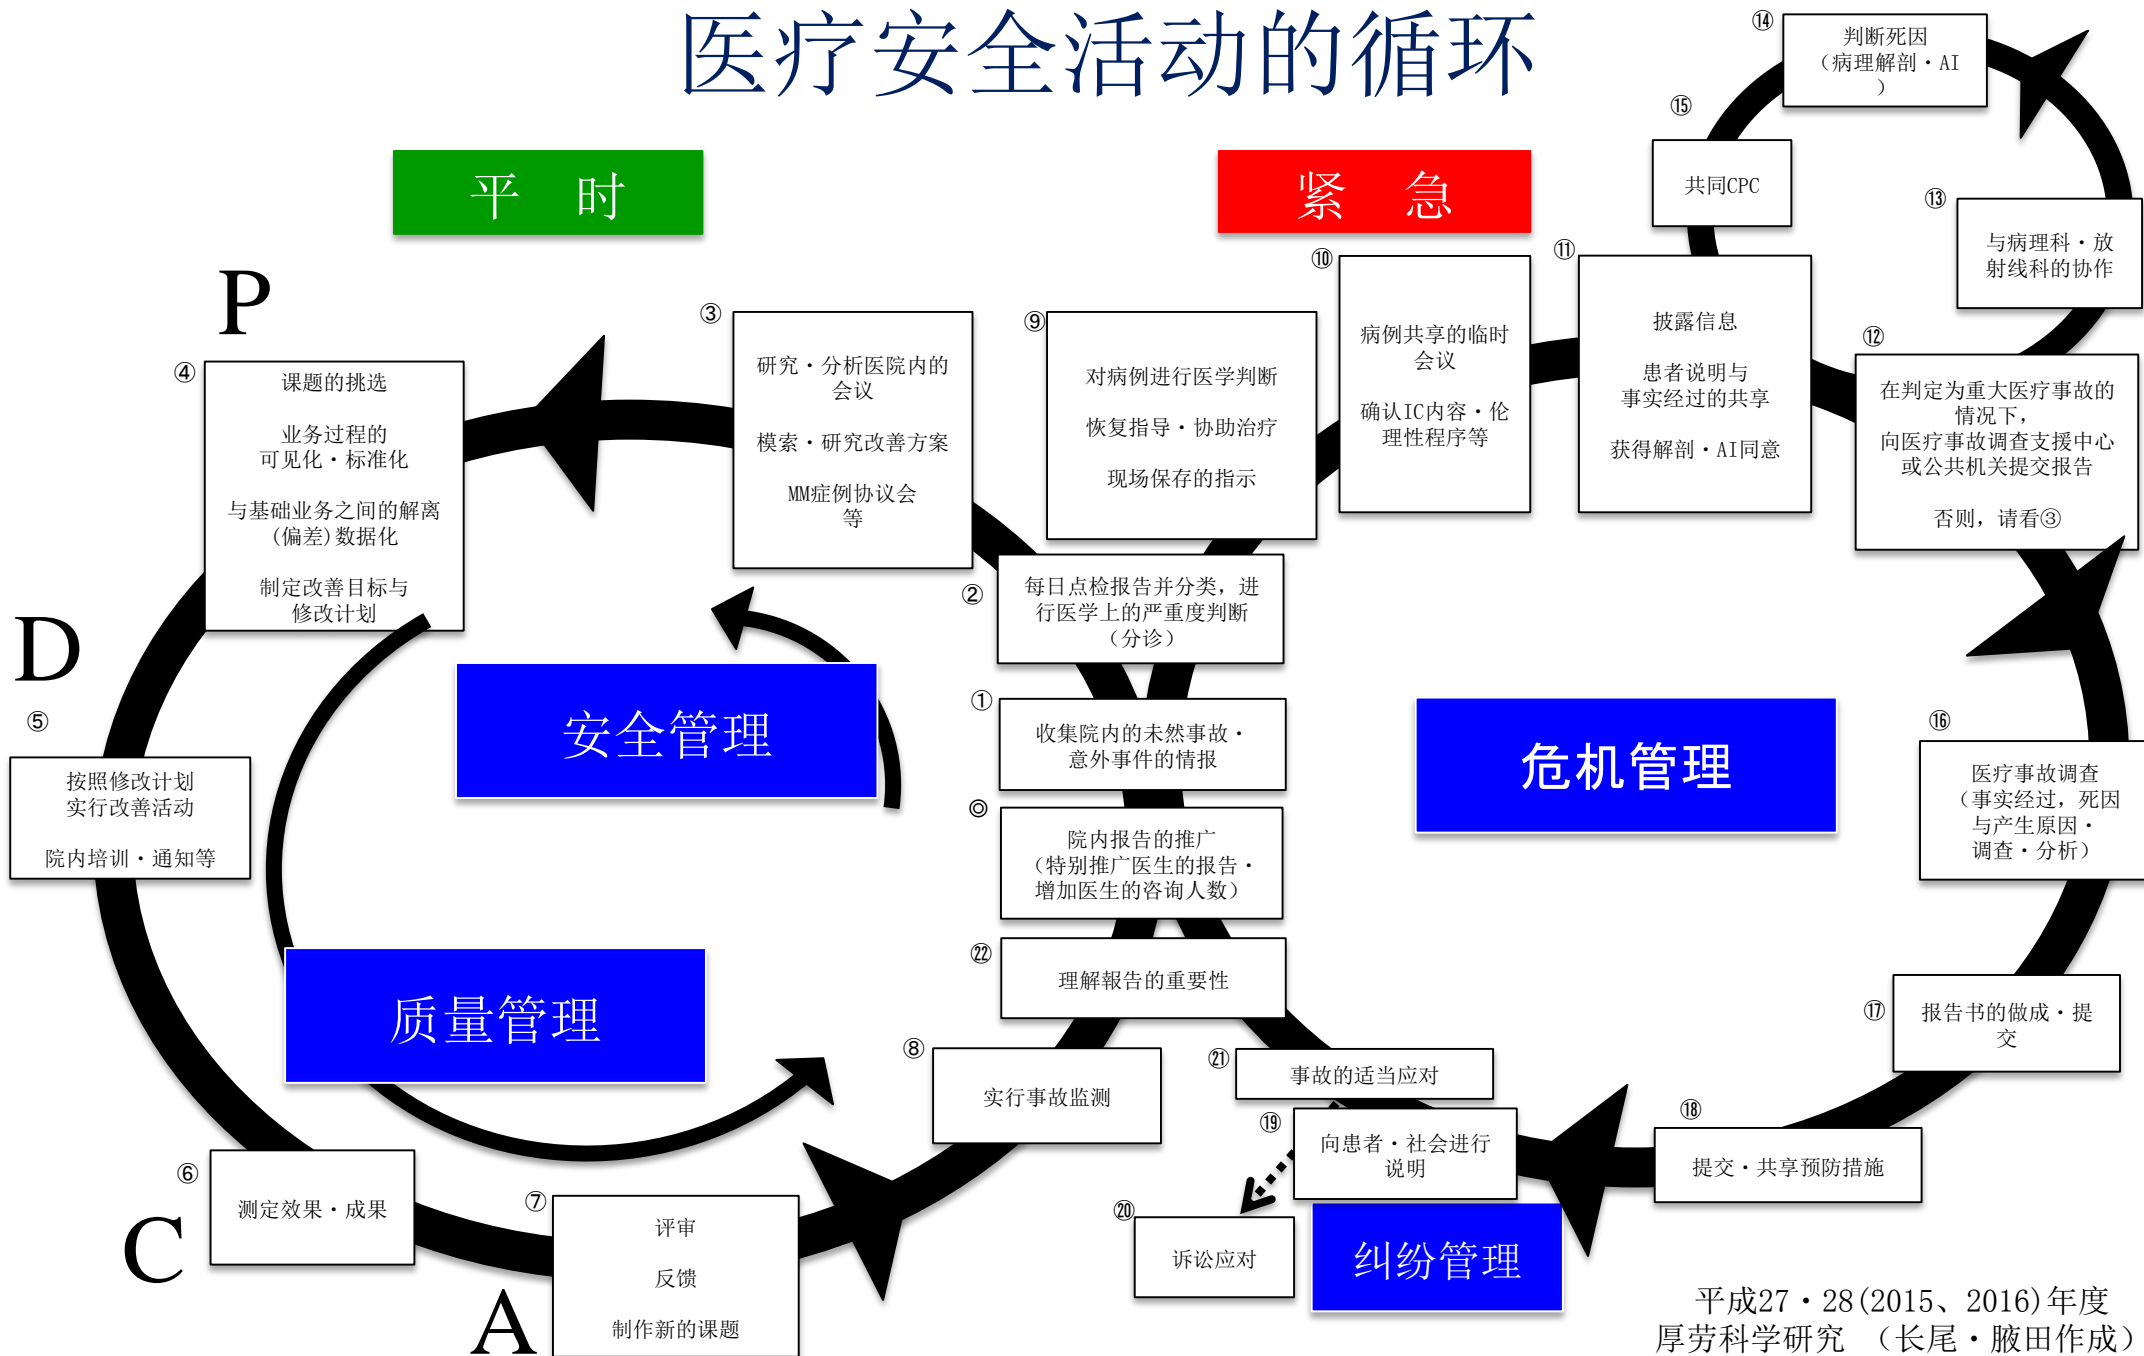 医疗安全活动的循环
平 时
紧 急
P
D
C
A
安全管理
质量管理
危机管理
纠纷管理
◎
院内报告的推广
（特别推广医生的报告・
增加医生的咨询人数）
①
收集院内的未然事故・
意外事件的情报
②
每日点检报告并分类，进
行医学上的严重度判断
（分诊）
③
研究・分析医院内的
会议
模索・研究改善方案
MM症例协议会
等
④
课题的挑选
业务过程的
可见化・标准化
与基础业务之间的解离
(偏差)数据化
制定改善目标与
修改计划
⑤
按照修改计划
实行改善活动
院内培训・通知等
⑥
测定效果・成果
⑦
评审
反馈
制作新的课题
⑧
实行事故监测
⑨
对病例进行医学判断
恢复指导・协助治疗
现场保存的指示
⑩
病例共享的临时
会议
确认IC内容・伦
理性程序等
⑪
披露信息
患者说明与
事实经过的共享
获得解剖・AI同意
⑫
在判定为重大医疗事故的
情况下，
向医疗事故调查支援中心
或公共机关提交报告
否则，请看③
⑬
与病理科・放
射线科的协作
⑭
判断死因
（病理解剖・AI
）
⑮
共同CPC
⑯
医疗事故调查
（事实经过，死因
与产生原因・
调查・分析）
⑰
报告书的做成・提
交
⑱
提交・共享预防措施
⑲
向患者・社会进行
说明
⑳
诉讼应对
㉑
事故的适当应对
㉒
理解報告的重要性
平成27・28(2015、2016)年度
厚劳科学研究 （长尾・腋田作成）